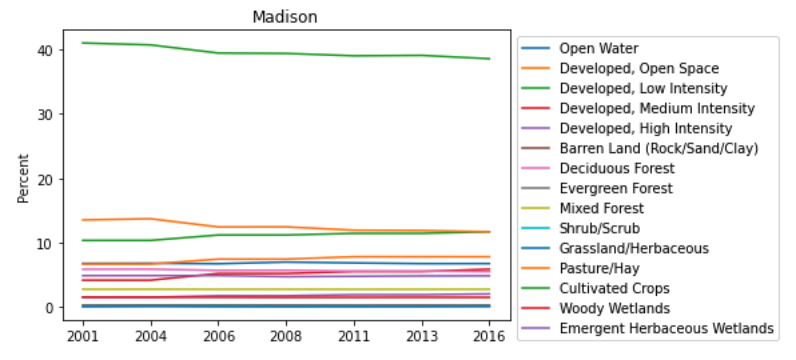 Madison
Percent
40
30
20
10
0
2001 2004 2006 2008 2011 2013 2016
Open Water
Developed, Open Space
Developed, Low Intensity
Developed, Medium Intensity
Developed, High Intensity
Barren Land (Rock/Sand/Clay)
Deciduous Forest
Evergreen Forest
Mixed Forest
Shrub/Scrub
Grassland/Herbaceous
Pasture/Hay
Cultivated Crops
Woody Wetlands
Emergent Herbaceous Wetlands